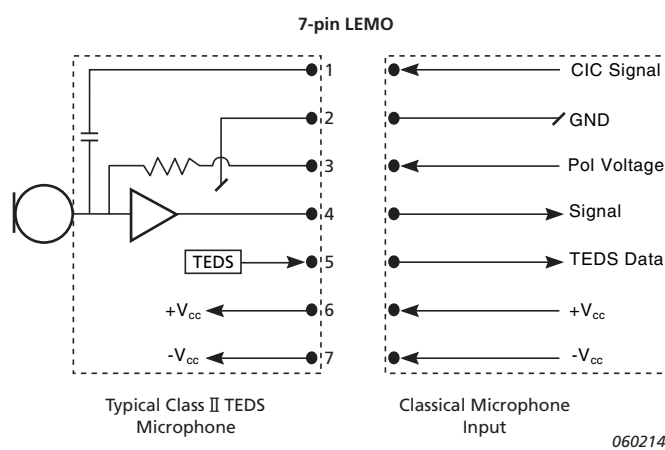 7-pin LEMO
1
CIC Signal
2
GND
3
Pol Voltage
4
Signal
TEDS
5
TEDS Data
+Vcc
6
+Vcc
-Vcc
7
-Vcc
Typical Class II TEDS
Microphone
Classical Microphone
Input
060214